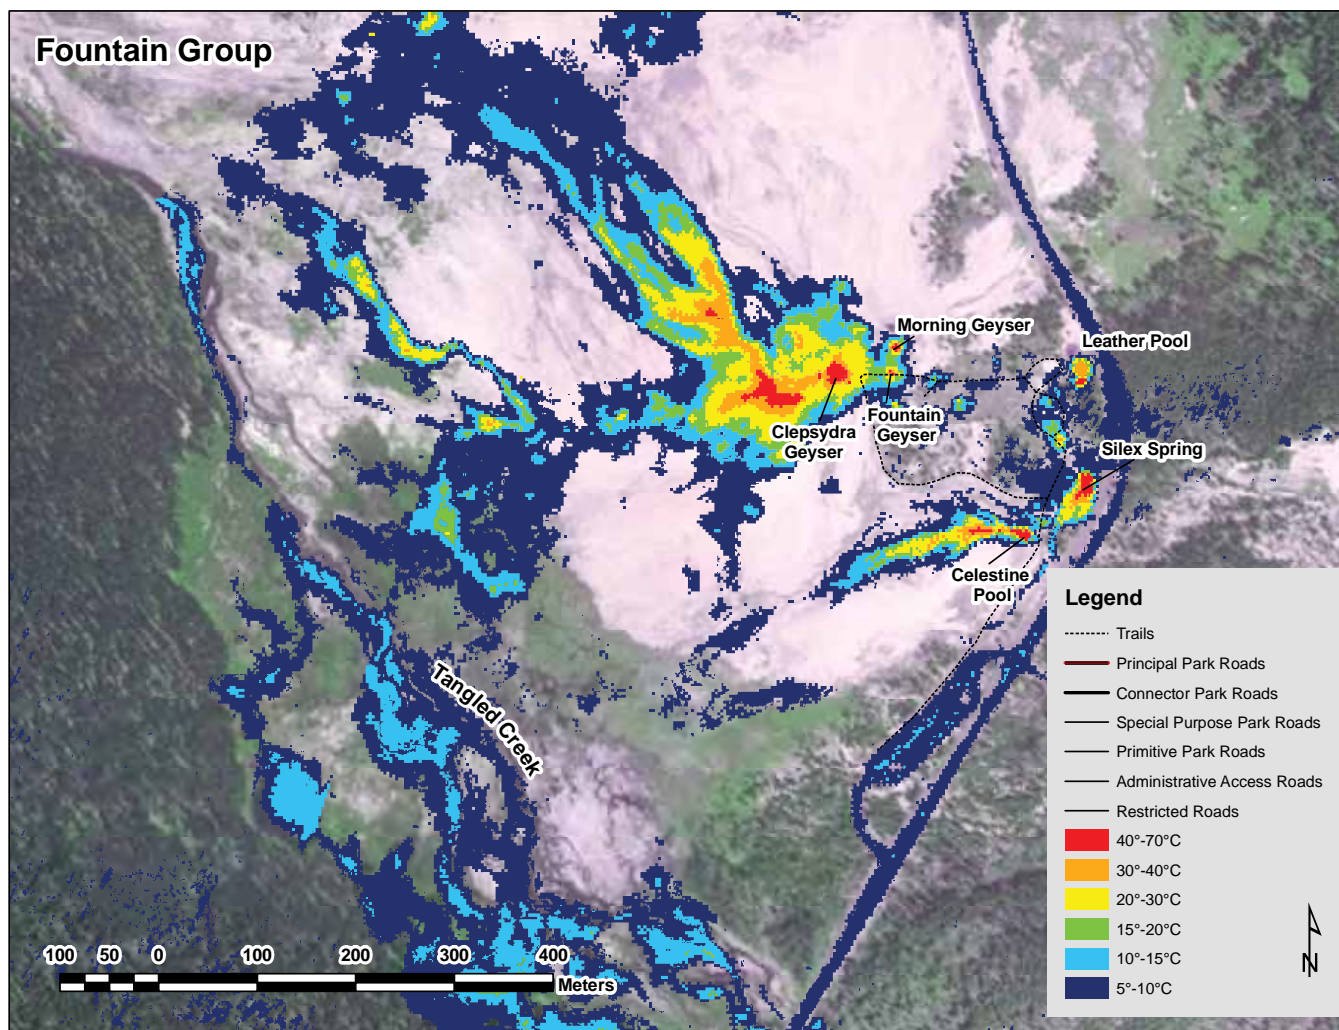 Fountain Group
Morning Geyser
Leather Pool
Fountain
Geyser
Clepsydra
Geyser
Silex Spring
Celestine
Pool
Tangled Creek
Legend
Trails
Principal Park Roads
Connector Park Roads
Special Purpose Park Roads
Primitive Park Roads
Administrative Access Roads
Restricted Roads
40°-70°C
30°-40°C
20°-30°C
15°-20°C
10°-15°C
5°-10°C
N
100 50 0 100 200 300 400
Meters